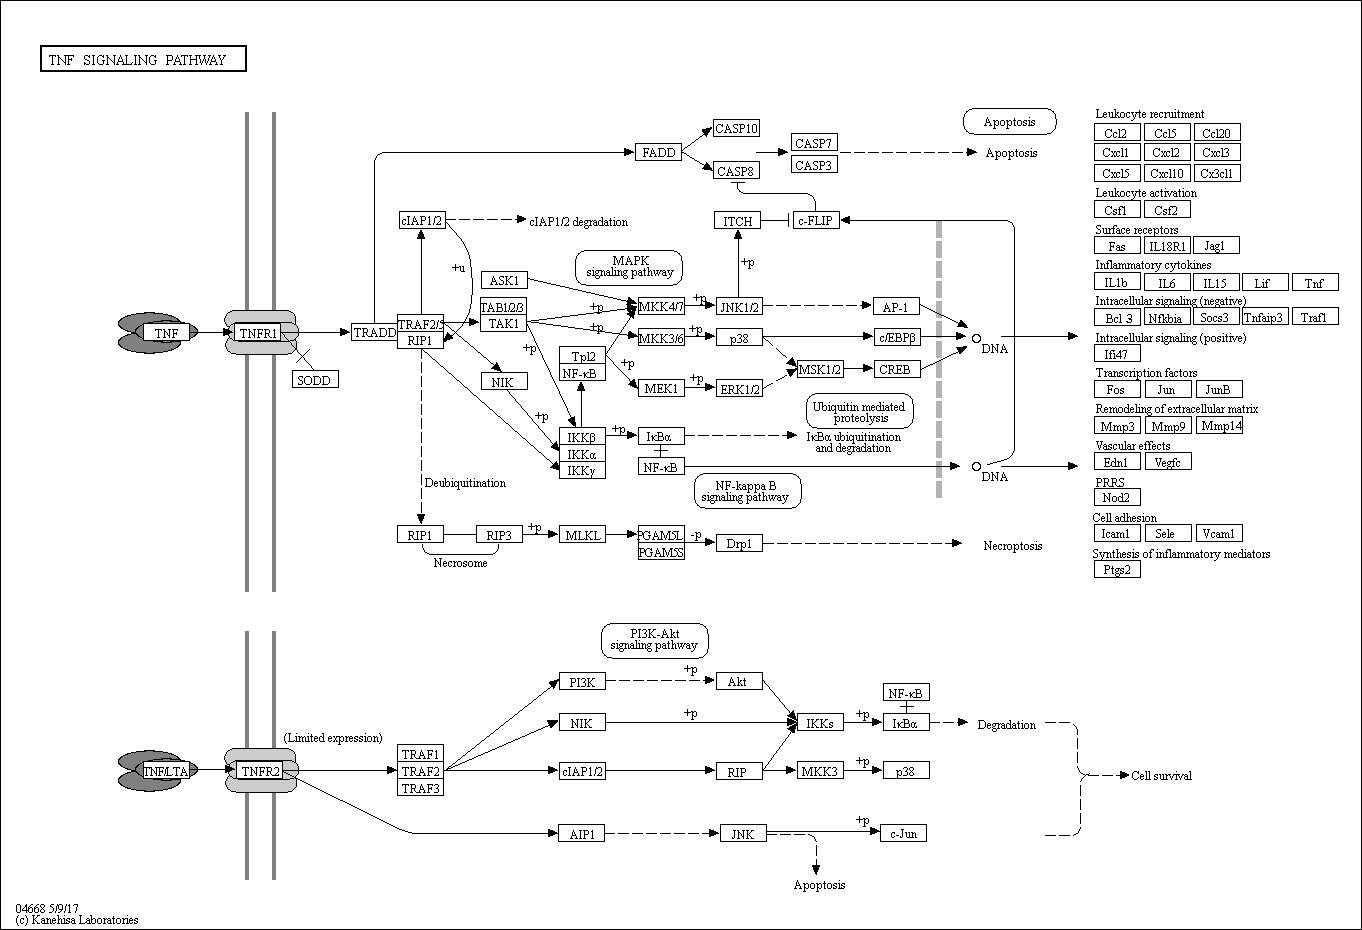 TNF SIGNALING PATHWAY
Apoptosis
Leukocyte recruitment
Ccl2 Ccl5 Ccl20
Cxcl1 Cxcl2 Cxcl3
Cxcl5 Cxcl10 Cx3cl1
Leukocyte activation
Csf1 Csf2
Surface receptors
Fas IL18R1 Jag1
Inflammatory cytokines
IL1b IL6 IL15 Lif Tnf
Intracellular signaling (negative)
Bcl 3 Nfkbia Socs3 Tnfaip3 Traf1
Intracellular signaling (positive)
Ifi47
Transcription factors
Fos Jun JunB
Remodeling of extracellular matrix
Mmp3 Mmp9 Mmp14
Vascular effects
Edn1 Vegfc
PRRS
Nod2
Cell adhesion
Icam1 Sele Vcam1
Synthesis of inflammatory mediators
Ptgs2
CASP10
FADD
CASP7
CASP3
Apoptosis
CASP8
cIAP1/2
cIAP1/2 degradation
ITCH
c-FLIP
+u
MAPK
signaling pathway
+p
ASK1
TAB1/2/3
TAK1
+p
+p
+p
MKK4/7
+p
JNK1/2
AP-1
TNF
TNFR1
SODD
TRADD
TRAF2/5
RIP1
MKK3/6
+p
p38
c/EBPβ
DNA
Tpl2
NF-κB
+p
MSK1/2
CREB
NIK
+p
MEK1
+p
ERK1/2
Ubiquitin mediated
proteolysis
IKKβ
IKKα
IKKγ
+p
IκBα
NF-κB
IκBα ubiquitination
and degradation
DNA
NF-kappa B
signaling pathway
Deubiquitination
RIP1
RIP3
Necrosome
+p
MLKL
PGAM5L
PGAM5S
-p
Drp1
Necroptosis
PI3K-Akt
signaling pathway
PI3K
+p
Akt
NF-κB
NIK
+p
IKKs
+p
IκBα
Degradation
(Limited expression)
TNF/LTA
TNFR2
TRAF1
TRAF2
TRAF3
cIAP1/2
RIP
MKK3
p38
Cell survival
AIP1
JNK
+p
c-Jun
Apoptosis
04668 5/9/17
(c) Kanehisa Laboratories